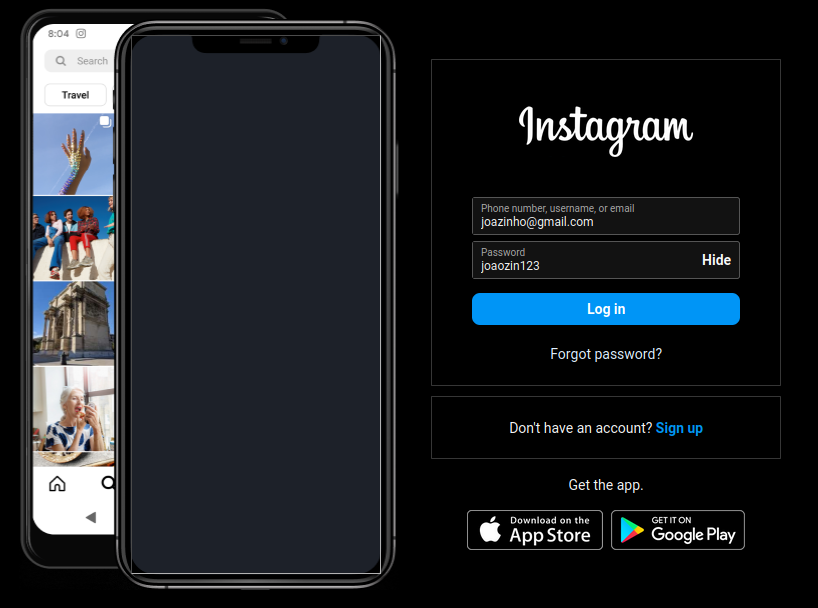 8:04
Search
Travel
Instagram
Phone number, username, or email
joazinho@gmail.com
Password
joaozin123
Hide
Log in
Forgot password?
Don't have an account? Sign up
Get the app.
Download on the
App Store
GET IT ON
Google Play